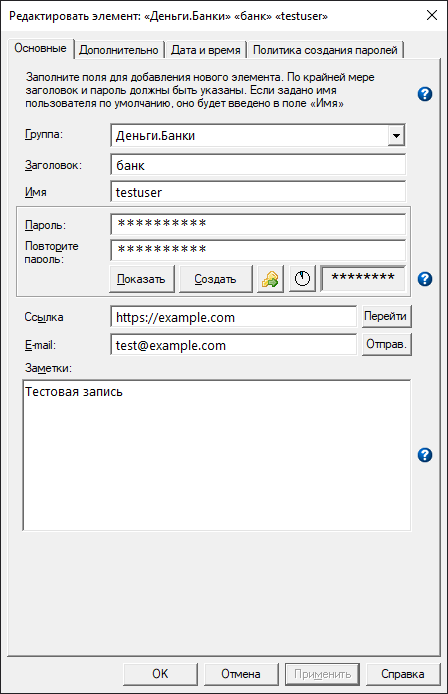 Редактировать элемент: «Деньги.Банки» «банк» «testuser»
Основные Дополнительно Дата и время Политика создания паролей
Заполните поля для добавления нового элемента. По крайней мере
заголовок и пароль должны быть указаны. Если задано имя
пользователя по умолчанию, оно будет введено в поле «Имя»
Группа: Деньги.Банки
Заголовок: банк
Имя testuser
Пароль: **********
Повторите пароль: **********
Показать Создать ********
Ссылка https://example.com Перейти
E-mail: test@example.com Отправ.
Заметки:
Тестовая запись
OK Отмена Применить Справка